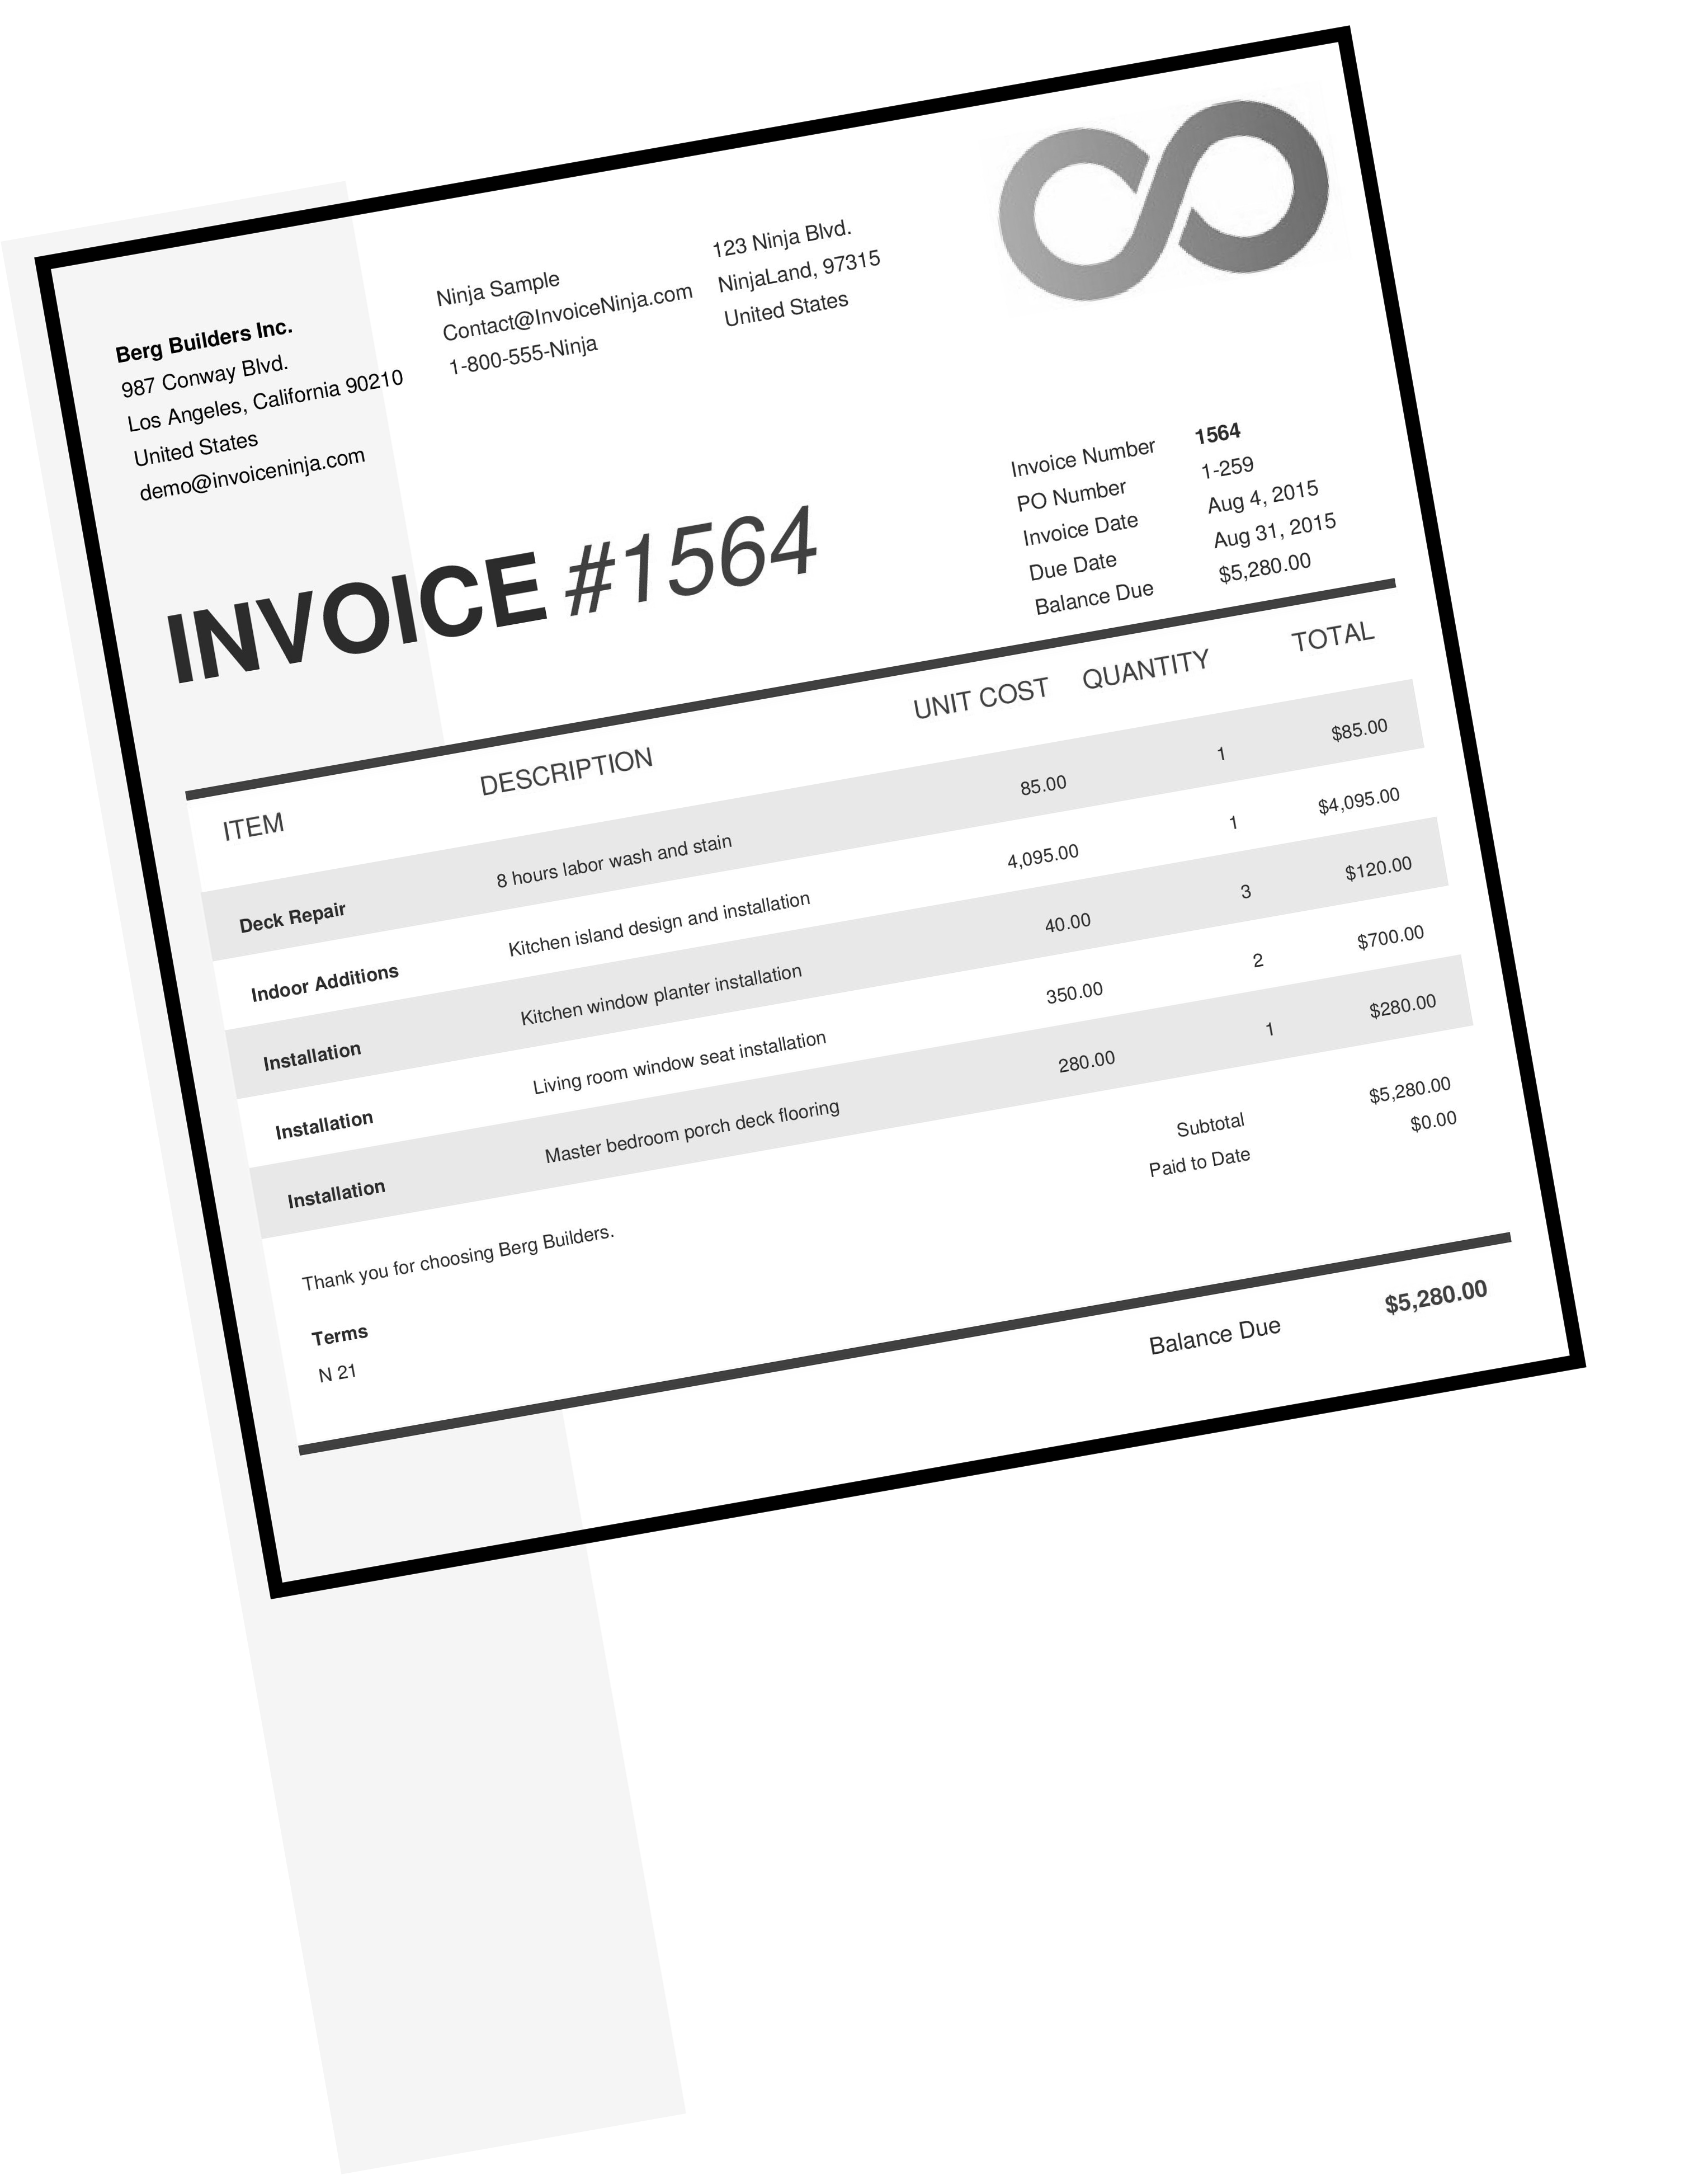 Berg Builders Inc.
987 Conway Blvd.
Los Angeles, California 90210
United States
demo@invoiceninja.com
Ninja Sample
Contact@InvoiceNinja.com
1-800-555-Ninja
123 Ninja Blvd.
NinjaLand, 97315
United States
INVOICE #1564
Invoice Number 1564
PO Number 1-259
Invoice Date Aug 4, 2015
Due Date Aug 31, 2015
Balance Due $5,280.00
ITEM DESCRIPTION UNIT COST QUANTITY TOTAL
Deck Repair 8 hours labor wash and stain 85.00 1 $85.00
Indoor Additions Kitchen island design and installation 4,095.00 1 $4,095.00
Installation Kitchen window planter installation 40.00 3 $120.00
Installation Living room window seat installation 350.00 2 $700.00
Installation Master bedroom porch deck flooring 280.00 1 $280.00
Subtotal $5,280.00
Paid to Date $0.00
Thank you for choosing Berg Builders.
Terms
N 21
Balance Due $5,280.00